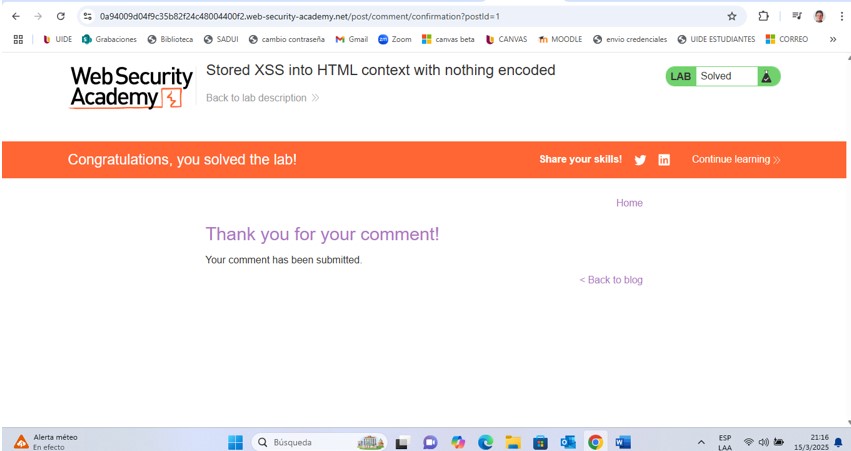 0a94009d04f9c35b82f24c48004400f2.web-security-academy.net/post/comment/confirmation?postId=1
UIDE Grabaciones Biblioteca SADUI cambio contraseña Gmail Zoom canvas beta CANVAS MOODLE envio credenciales UIDE ESTUDIANTES CORREO
Web Security Academy
Stored XSS into HTML context with nothing encoded
LAB Solved
Back to lab description
Congratulations, you solved the lab!
Share your skills! Continue learning
Home
Thank you for your comment!
Your comment has been submitted.
< Back to blog
Alerta méteo
En efecto
Búsqueda
ESP
LAA
21:16
15/3/2025